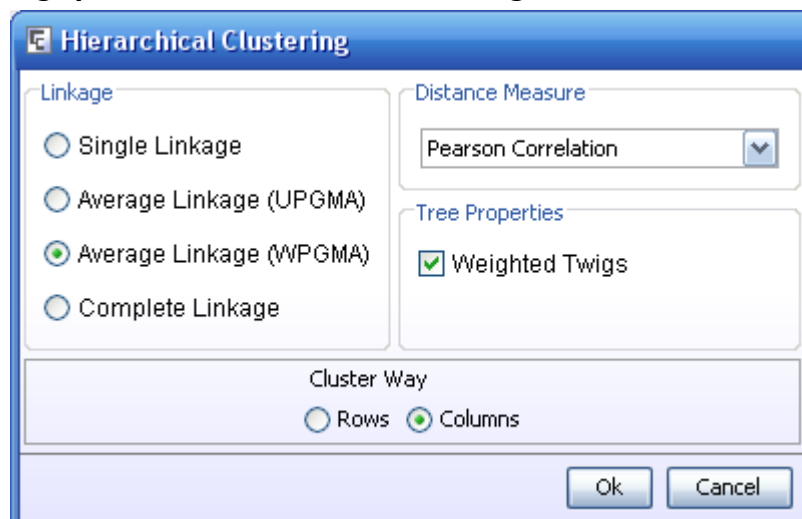 Hierarchical Clustering
Linkage
Single Linkage
Average Linkage (UPGMA)
Average Linkage (WPGMA)
Complete Linkage
Distance Measure
Pearson Correlation
Tree Properties
Weighted Twigs
Cluster Way
Rows Columns
Ok Cancel